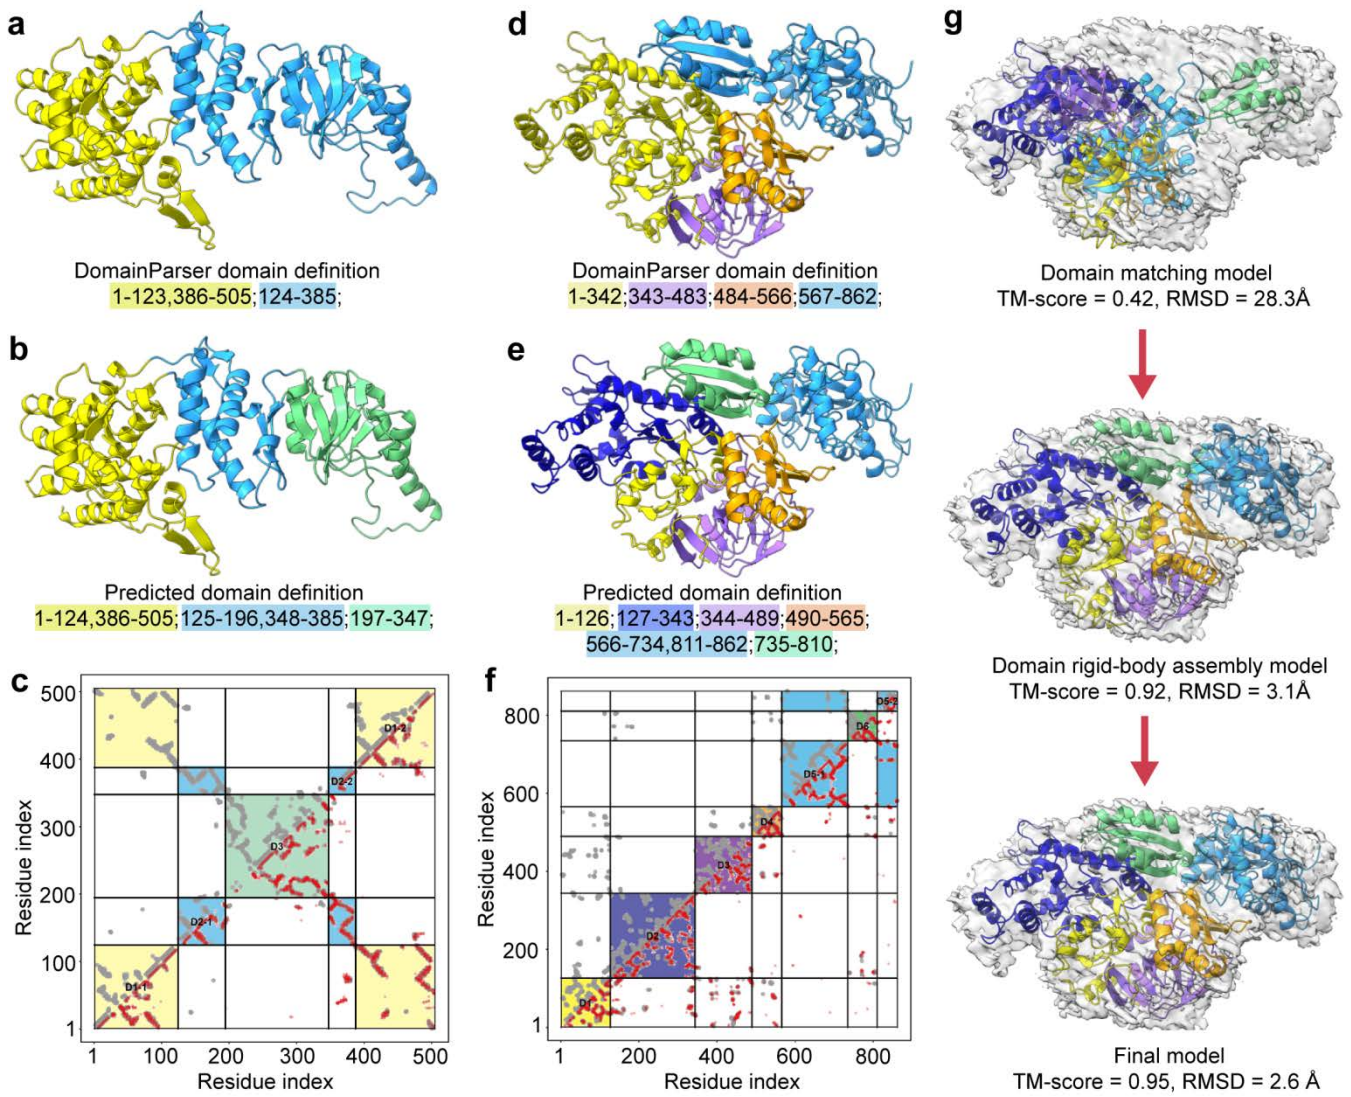 a
DomainParser domain definition
1-123,386-505;124-385;
b
Predicted domain definition
1-124,386-505;125-196,348-385;197-347;
c
500
400
300
200
100
1
Residue index
D1-2
D2-2
D3
D2-1
D1-1
1 100 200 300 400 500
Residue index
d
DomainParser domain definition
1-342;343-483;484-566;567-862;
e
Predicted domain definition
1-126;127-343;344-489;490-565;
566-734,811-862;735-810;
f
800
600
400
200
1
Residue index
D5-2
D6
D5-1
D4
D3
D2
D1
1 200 400 600 800
Residue index
g
Domain matching model
TM-score = 0.42, RMSD = 28.3Å
Domain rigid-body assembly model
TM-score = 0.92, RMSD = 3.1Å
Final model
TM-score = 0.95, RMSD = 2.6 Å